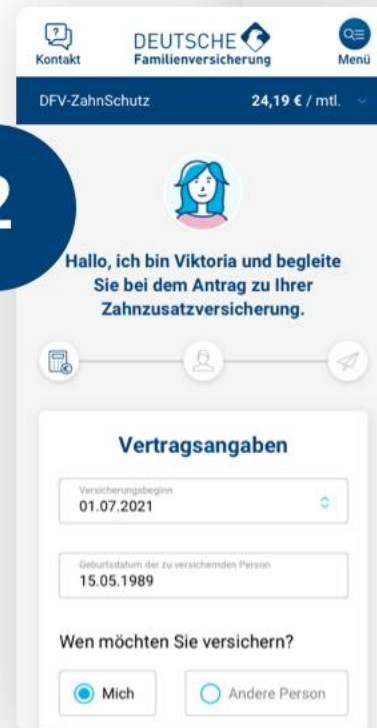 Kontakt
DEUTSCHE
Familienversicherung
Menü
DFV-ZahnSchutz
24,19 € / mtl.
2
Hallo, ich bin Viktoria und begleite
Sie bei dem Antrag zu Ihrer
Zahnzusatzversicherung.
Vertragsangaben
Versicherungsbeginn
01.07.2021
Geburtsdatum der zu versichernden Person
15.05.1989
Wen möchten Sie versichern?
Mich
Andere Person